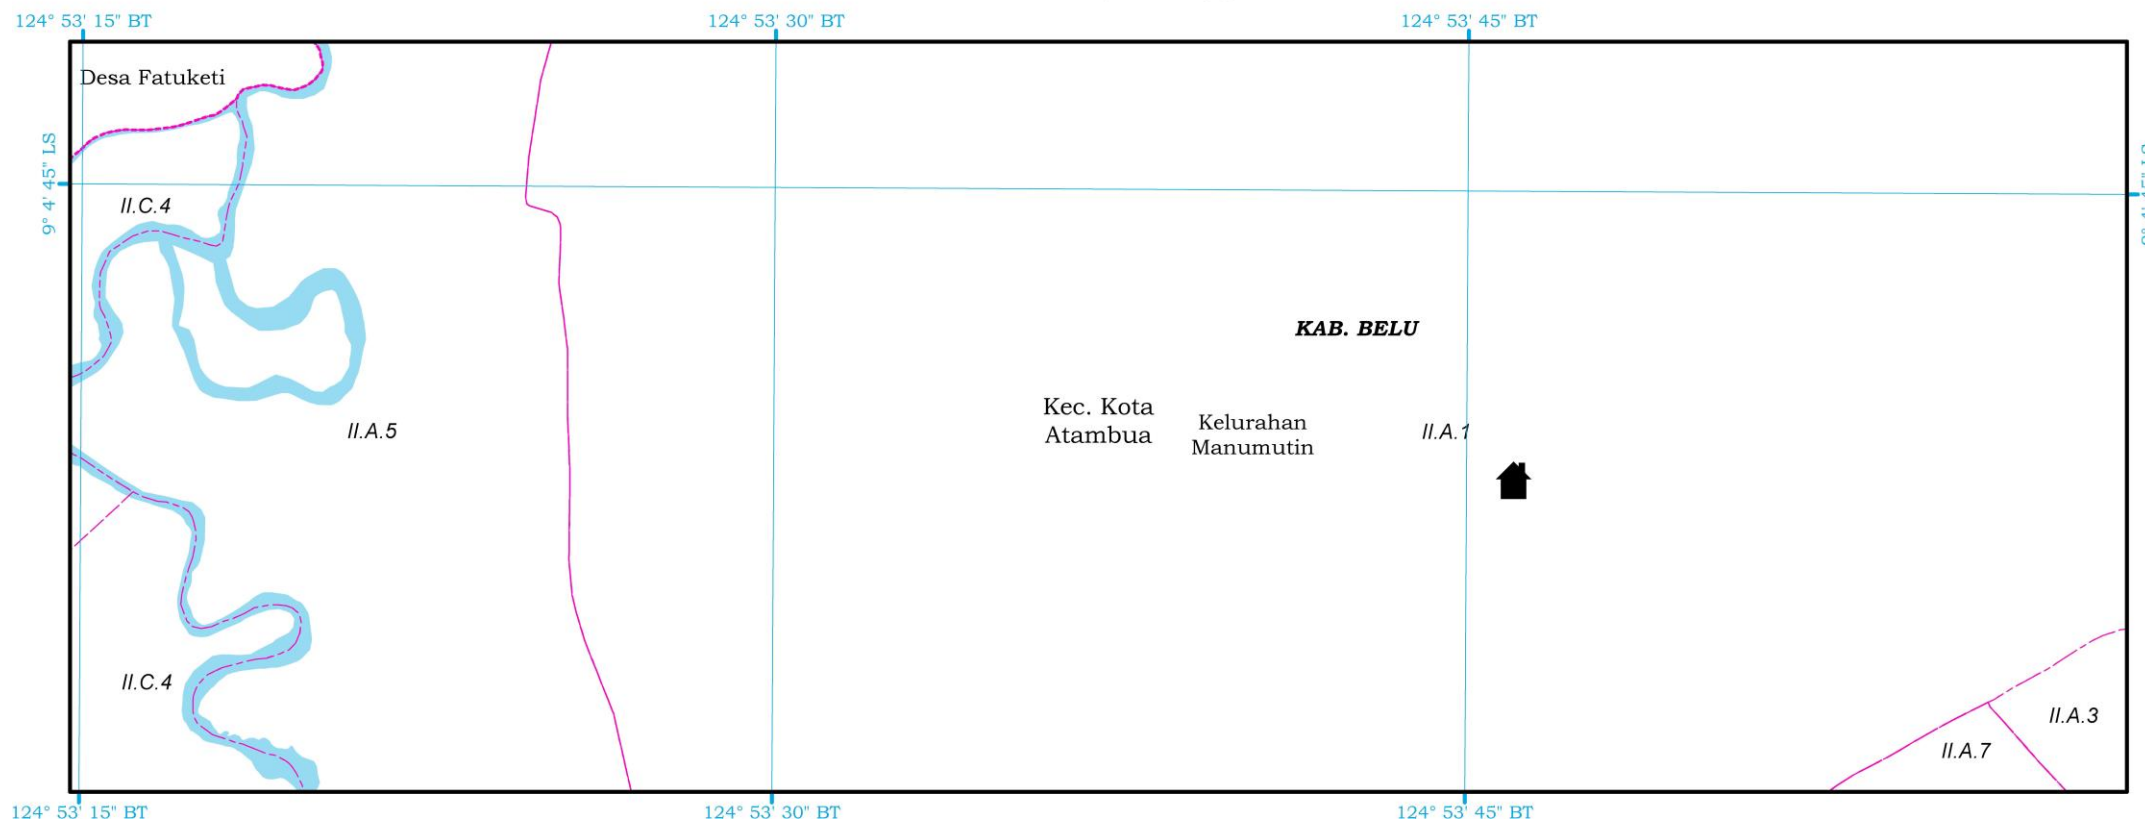 124° 53' 15" BT
124° 53' 30" BT
124° 53' 45" BT
Desa Fatuketi
9° 4' 45" LS
II.C.4
KAB. BELU
Kec. Kota
Atambua
Kelurahan
Manumutin
II.A.5
II.A.1
II.C.4
II.A.3
II.A.7
124° 53' 15" BT
124° 53' 30" BT
124° 53' 45" BT